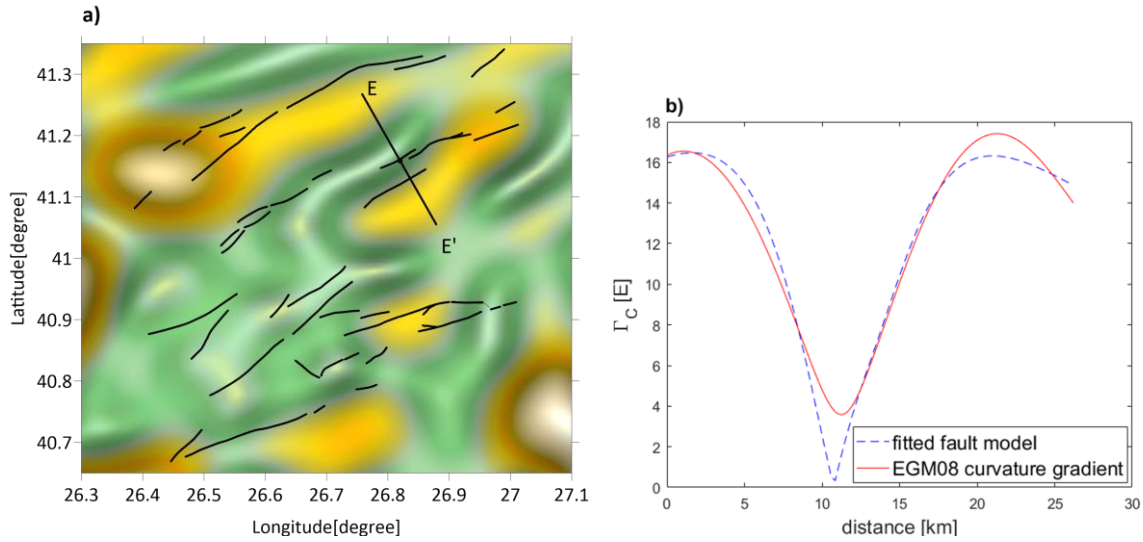 a)
41.3
41.2
41.1
41
40.9
40.8
40.7
Latitude[degree]
26.3 26.4 26.5 26.6 26.7 26.8 26.9 27 27.1
Longitude[degree]
E
E'
b)
18
16
14
12
10
8
6
4
2
0
Γ_C [E]
0 5 10 15 20 25 30
distance [km]
fitted fault model
EGM08 curvature gradient